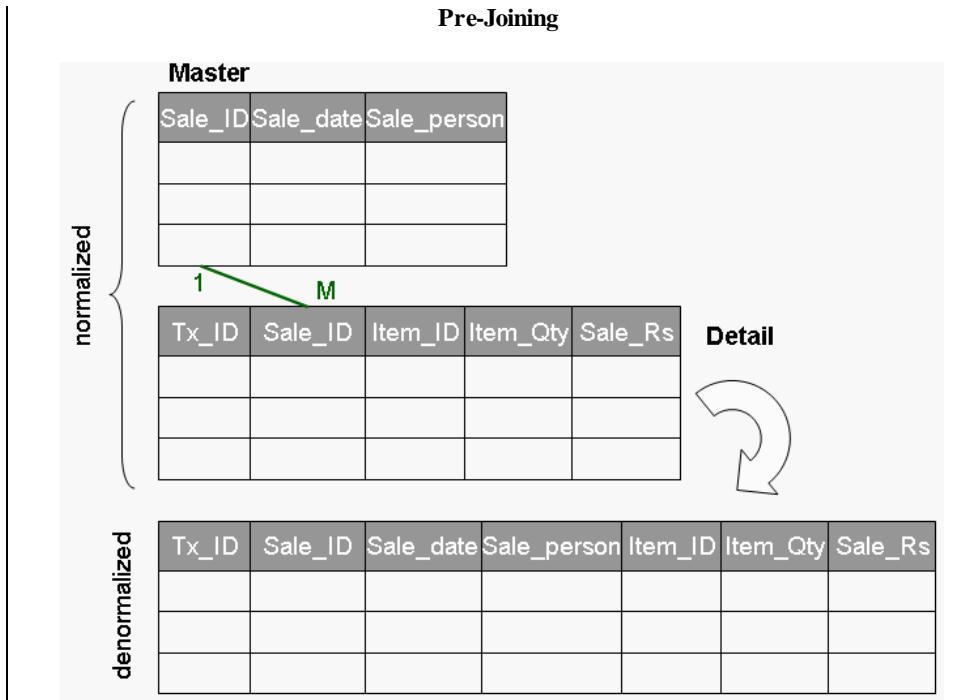 Pre-Joining
Master
Sale_ID Sale_date Sale_person
normalized
1
M
Tx_ID Sale_ID Item_ID Item_Qty Sale_Rs
Detail
denormalized
Tx_ID Sale_ID Sale_date Sale_person Item_ID Item_Qty Sale_Rs